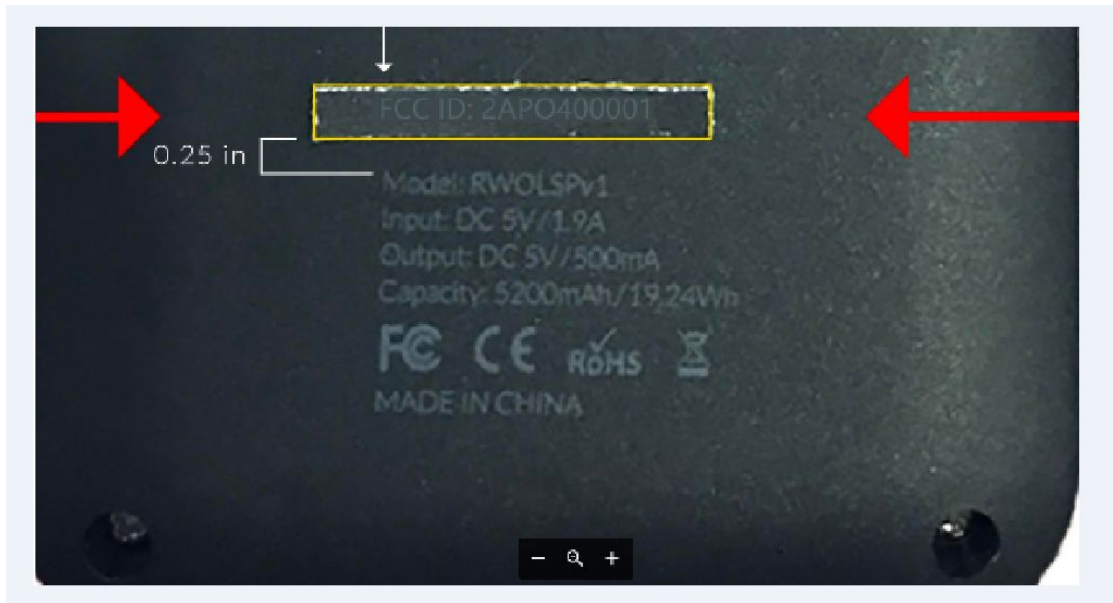 FCC ID: 2APO400001
0.25 in
Model: RWOLSPv1
Input: DC 5V/1.9A
Output: DC 5V/500mA
Capacity: 5200mAh/19.24Wh
FC CE RoHS
MADE IN CHINA